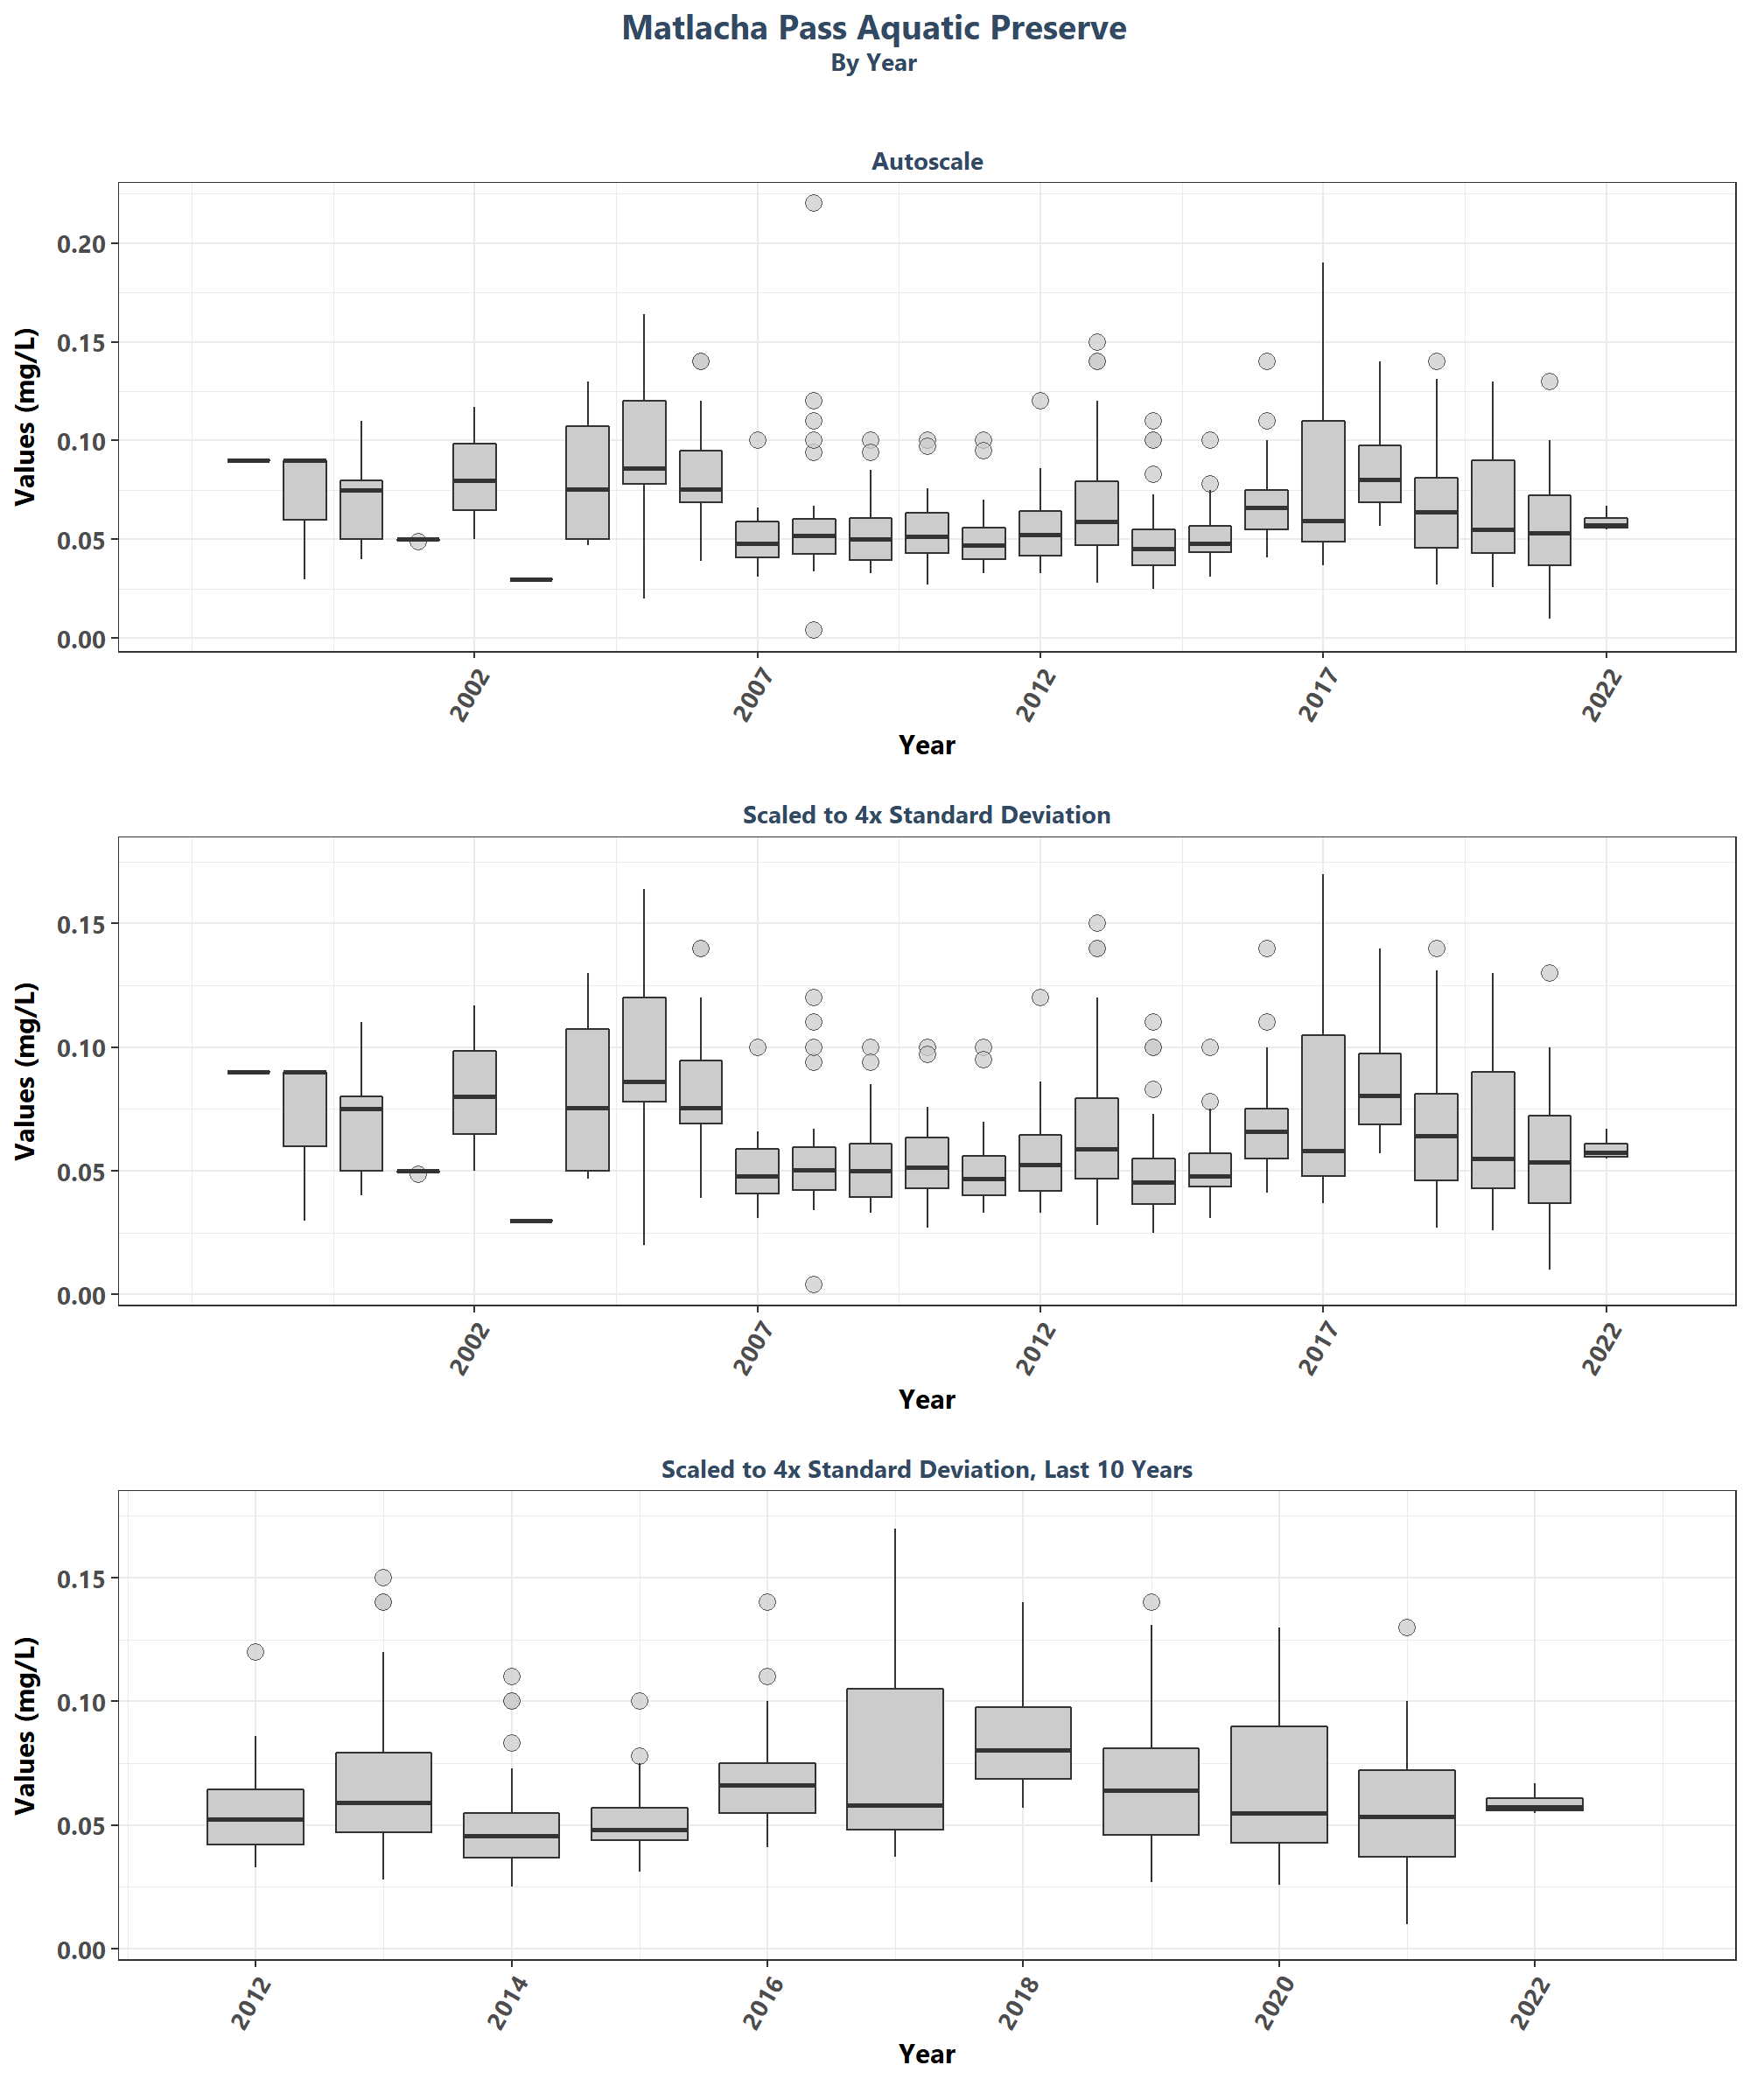 Matlacha Pass Aquatic Preserve
By Year
Autoscale
Values (mg/L)
0.20
0.15
0.10
0.05
0.00
2002
2007
2012
2017
2022
Year
Scaled to 4x Standard Deviation
Values (mg/L)
0.15
0.10
0.05
0.00
2002
2007
2012
2017
2022
Year
Scaled to 4x Standard Deviation, Last 10 Years
Values (mg/L)
0.15
0.10
0.05
0.00
2012
2014
2016
2018
2020
2022
Year